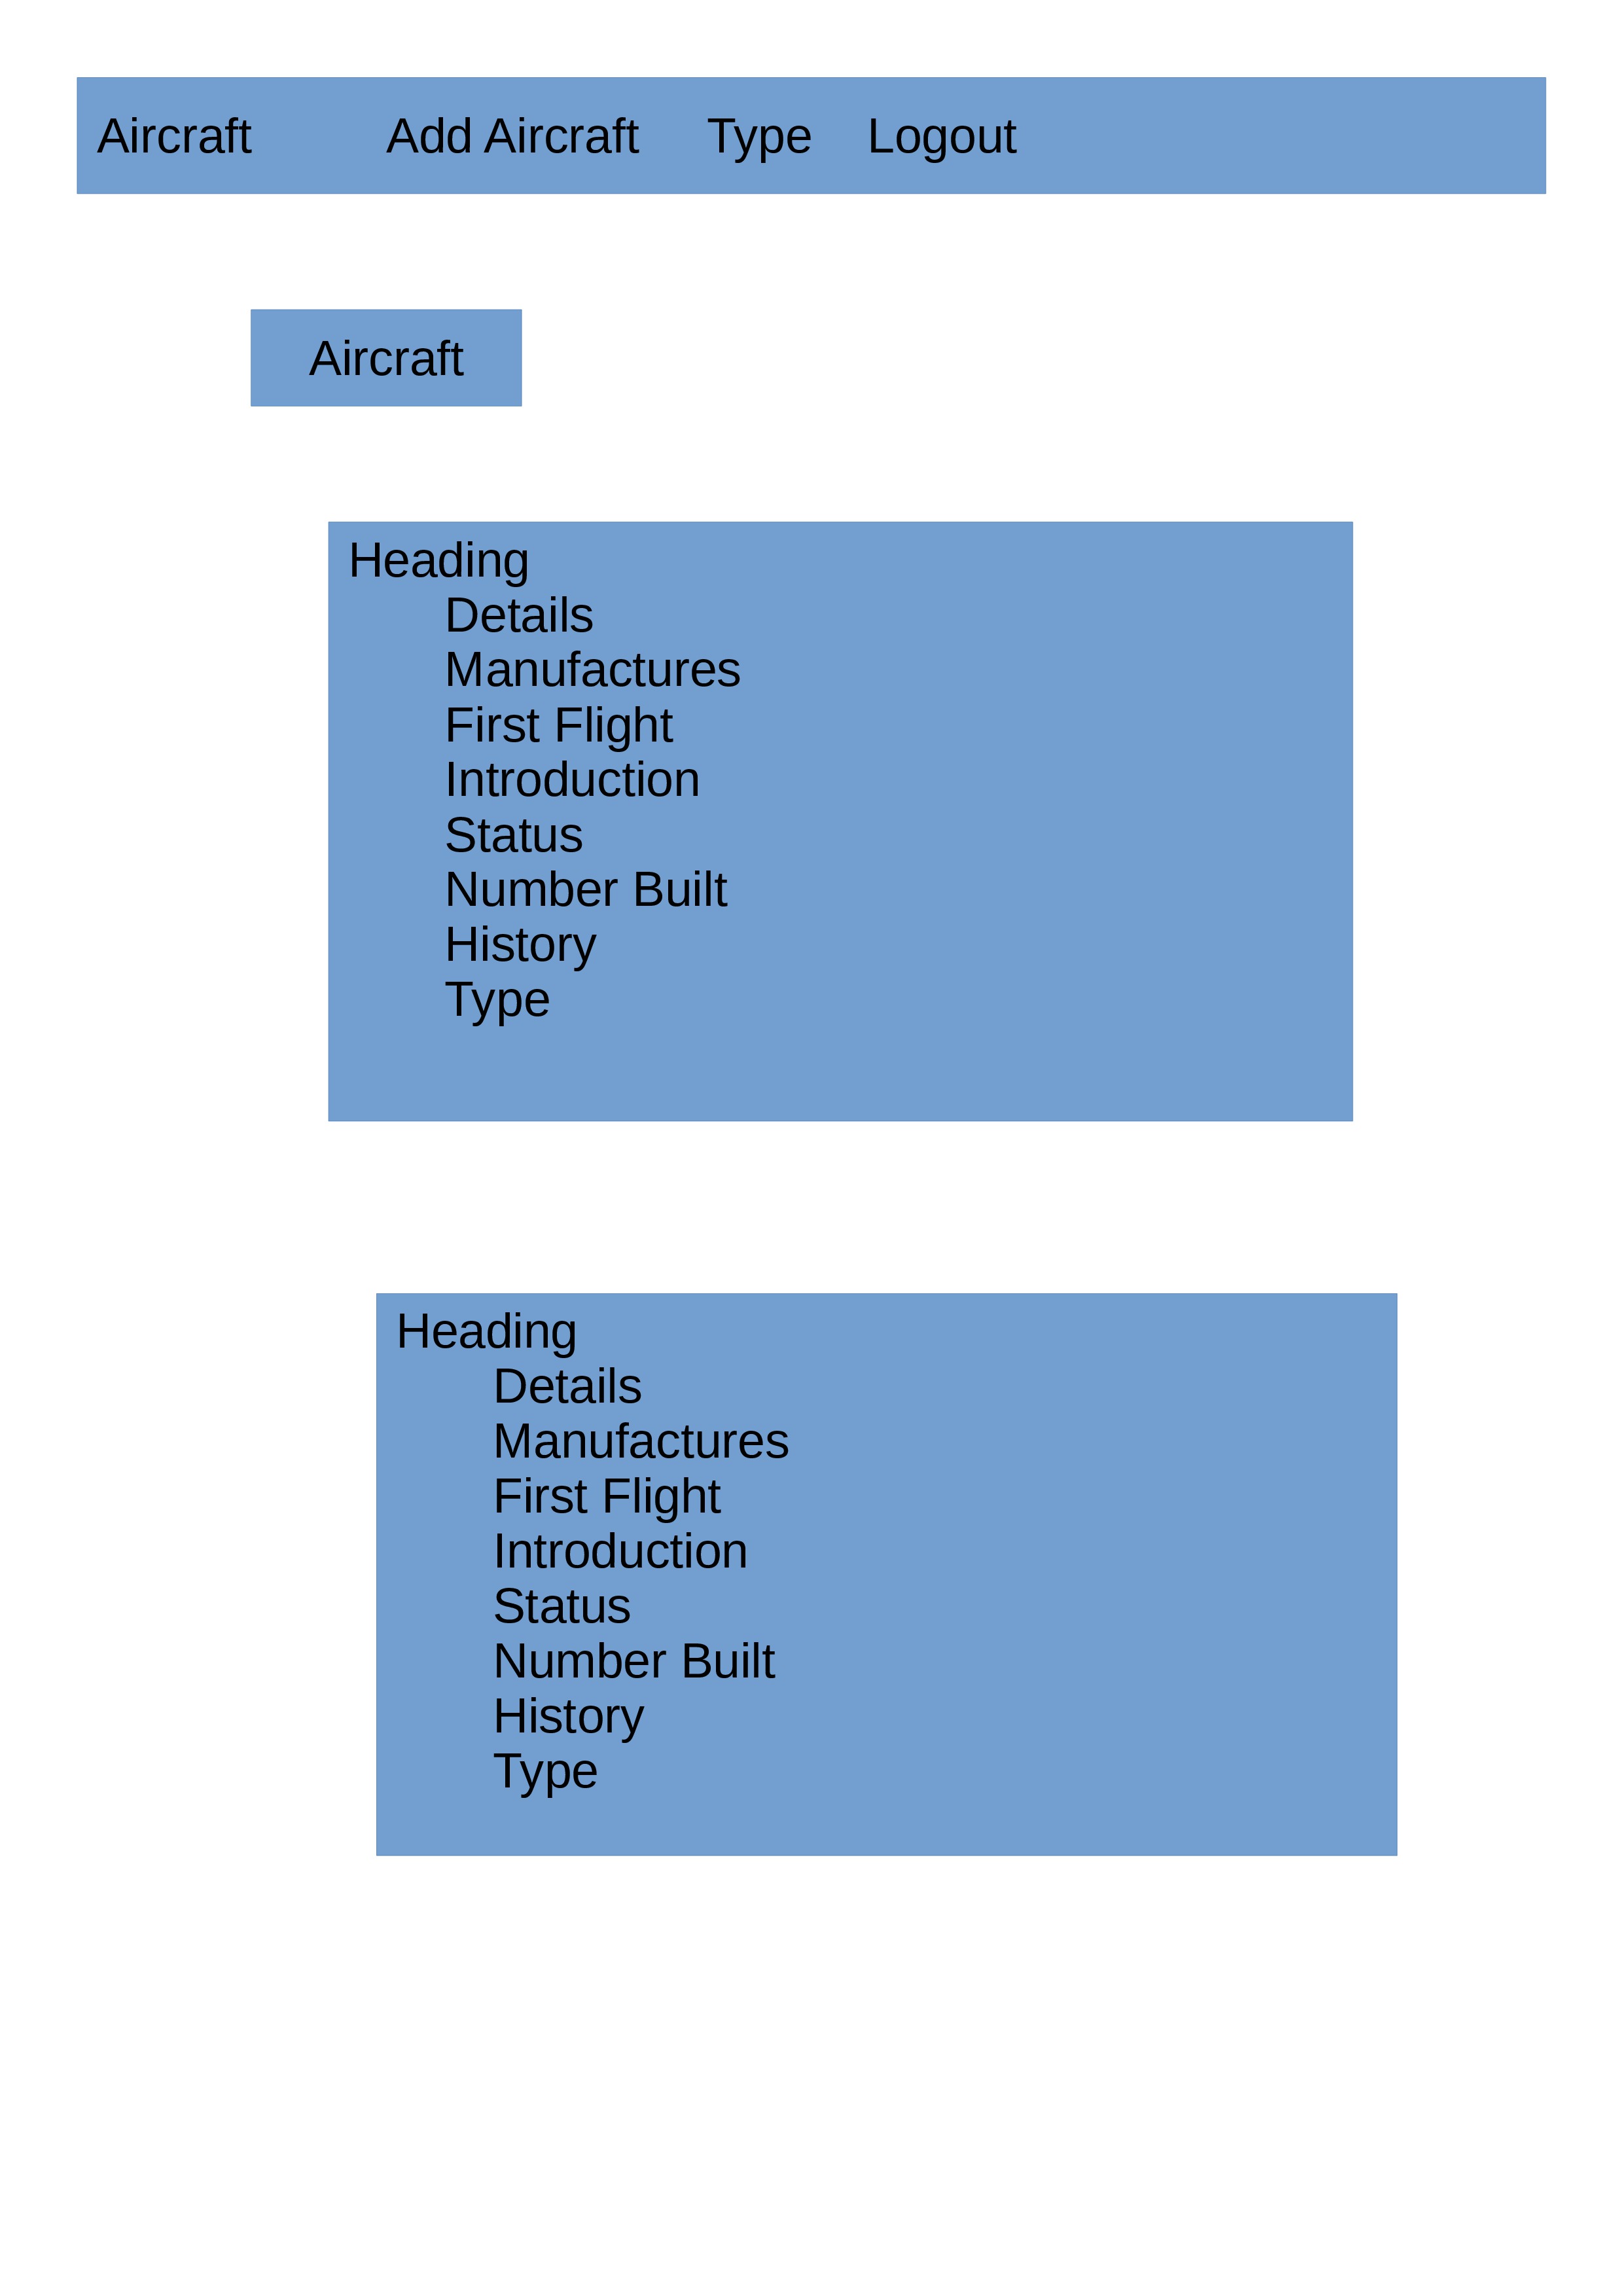 Aircraft Add Aircraft Type Logout
Aircraft
Heading
Details
Manufactures
First Flight
Introduction
Status
Number Built
History
Type
Heading
Details
Manufactures
First Flight
Introduction
Status
Number Built
History
Type